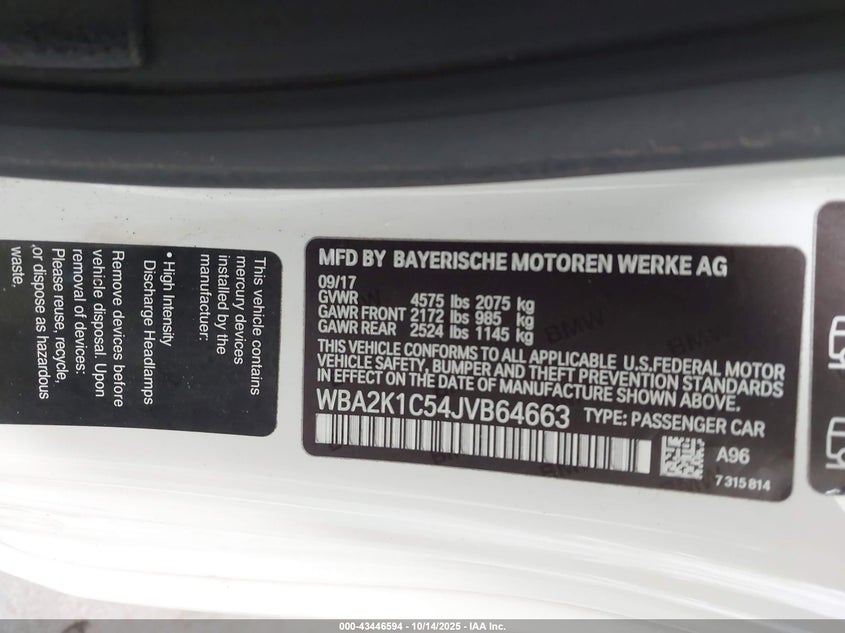 This vehicle contains
mercury devices
installed by the
manufacturer:
• High Intensity
Discharge Headlamps
Remove devices before
vehicle disposal. Upon
removal of devices:
Please reuse, recycle,
or dispose as hazardous
waste.
MFD BY BAYERISCHE MOTOREN WERKE AG
09/17
GVWR 4575 lbs 2075 kg
GAWR FRONT 2172 lbs 985 kg
GAWR REAR 2524 lbs 1145 kg
THIS VEHICLE CONFORMS TO ALL APPLICABLE U.S.FEDERAL MOTOR
VEHICLE SAFETY, BUMPER AND THEFT PREVENTION STANDARDS
IN EFFECT ON THE DATE OF MANUFACTURE SHOWN ABOVE.
WBA2K1C54JVB64663 TYPE: PASSENGER CAR
A96
7 315 814
BMW
000-43446594 - 10/14/2025 - IAA Inc.